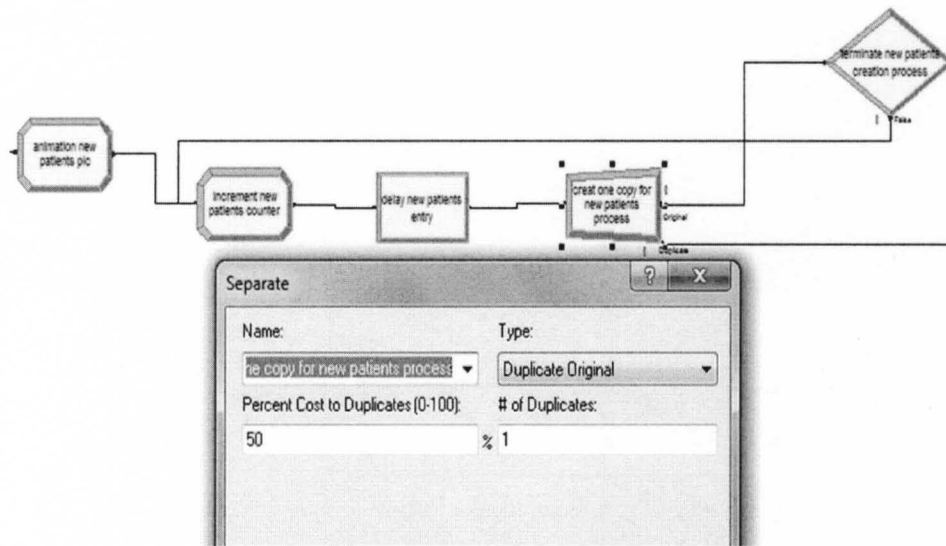 terminate new patients
creation process
False
animation new
patients pic
increment new
patients counter
delay new patients
entry
creat one copy for
new patients
process
Original
Duplicate
Separate
? X
Name:
Type:
ne copy for new patients process
Duplicate Original
Percent Cost to Duplicates (0-100):
# of Duplicates:
50
%
1